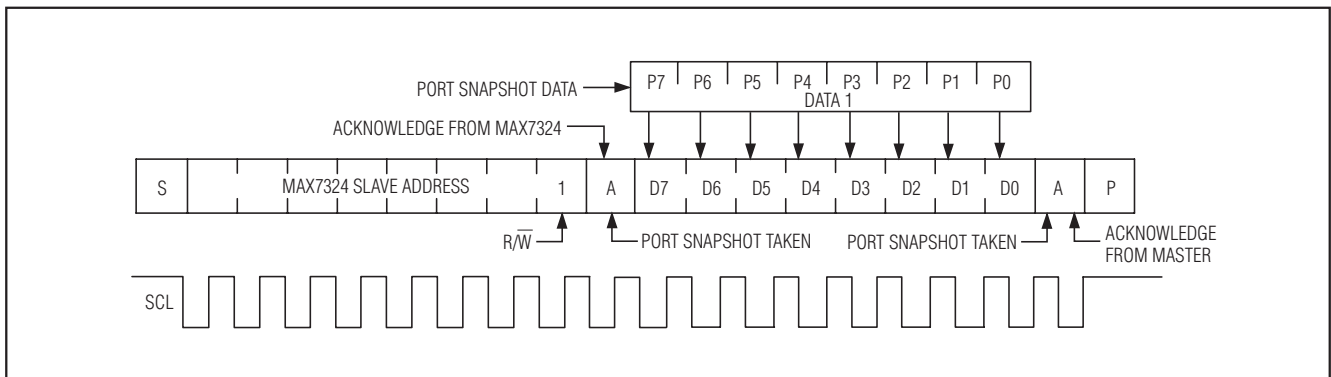 P7 P6 P5 P4 P3 P2 P1 P0
PORT SNAPSHOT DATA
DATA 1
ACKNOWLEDGE FROM MAX7324
S MAX7324 SLAVE ADDRESS 1 A D7 D6 D5 D4 D3 D2 D1 D0 A P
R/W̅ PORT SNAPSHOT TAKEN PORT SNAPSHOT TAKEN ACKNOWLEDGE
FROM MASTER
SCL